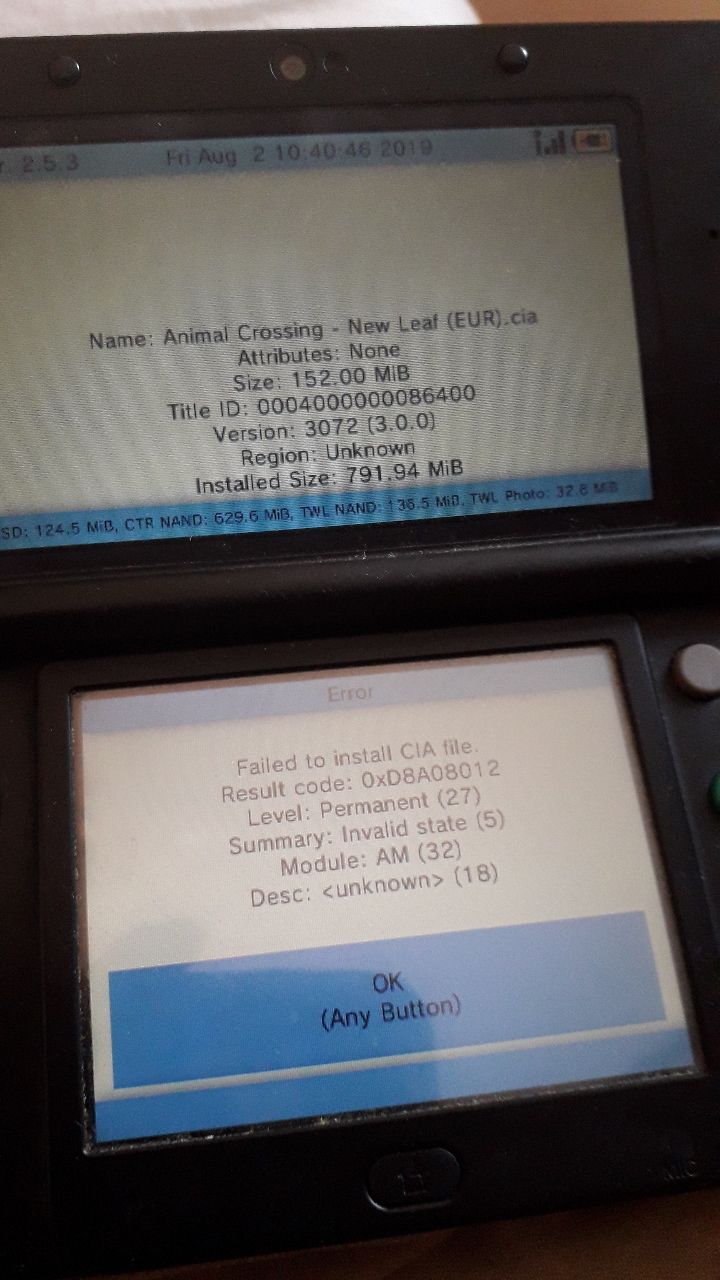 r. 2.5.3
Fri Aug 2 10:40:46 2019
Name: Animal Crossing - New Leaf (EUR).cia
Attributes: None
Size: 152.00 MiB
Title ID: 0004000000086400
Version: 3072 (3.0.0)
Region: Unknown
Installed Size: 791.94 MiB
SD: 124.5 MiB, CTR NAND: 629.6 MiB, TWL NAND: 136.5 MiB, TWL Photo: 32.6 MiB
Error
Failed to install CIA file.
Result code: 0xD8A08012
Level: Permanent (27)
Summary: Invalid state (5)
Module: AM (32)
Desc: <unknown> (18)
OK
(Any Button)
MIC